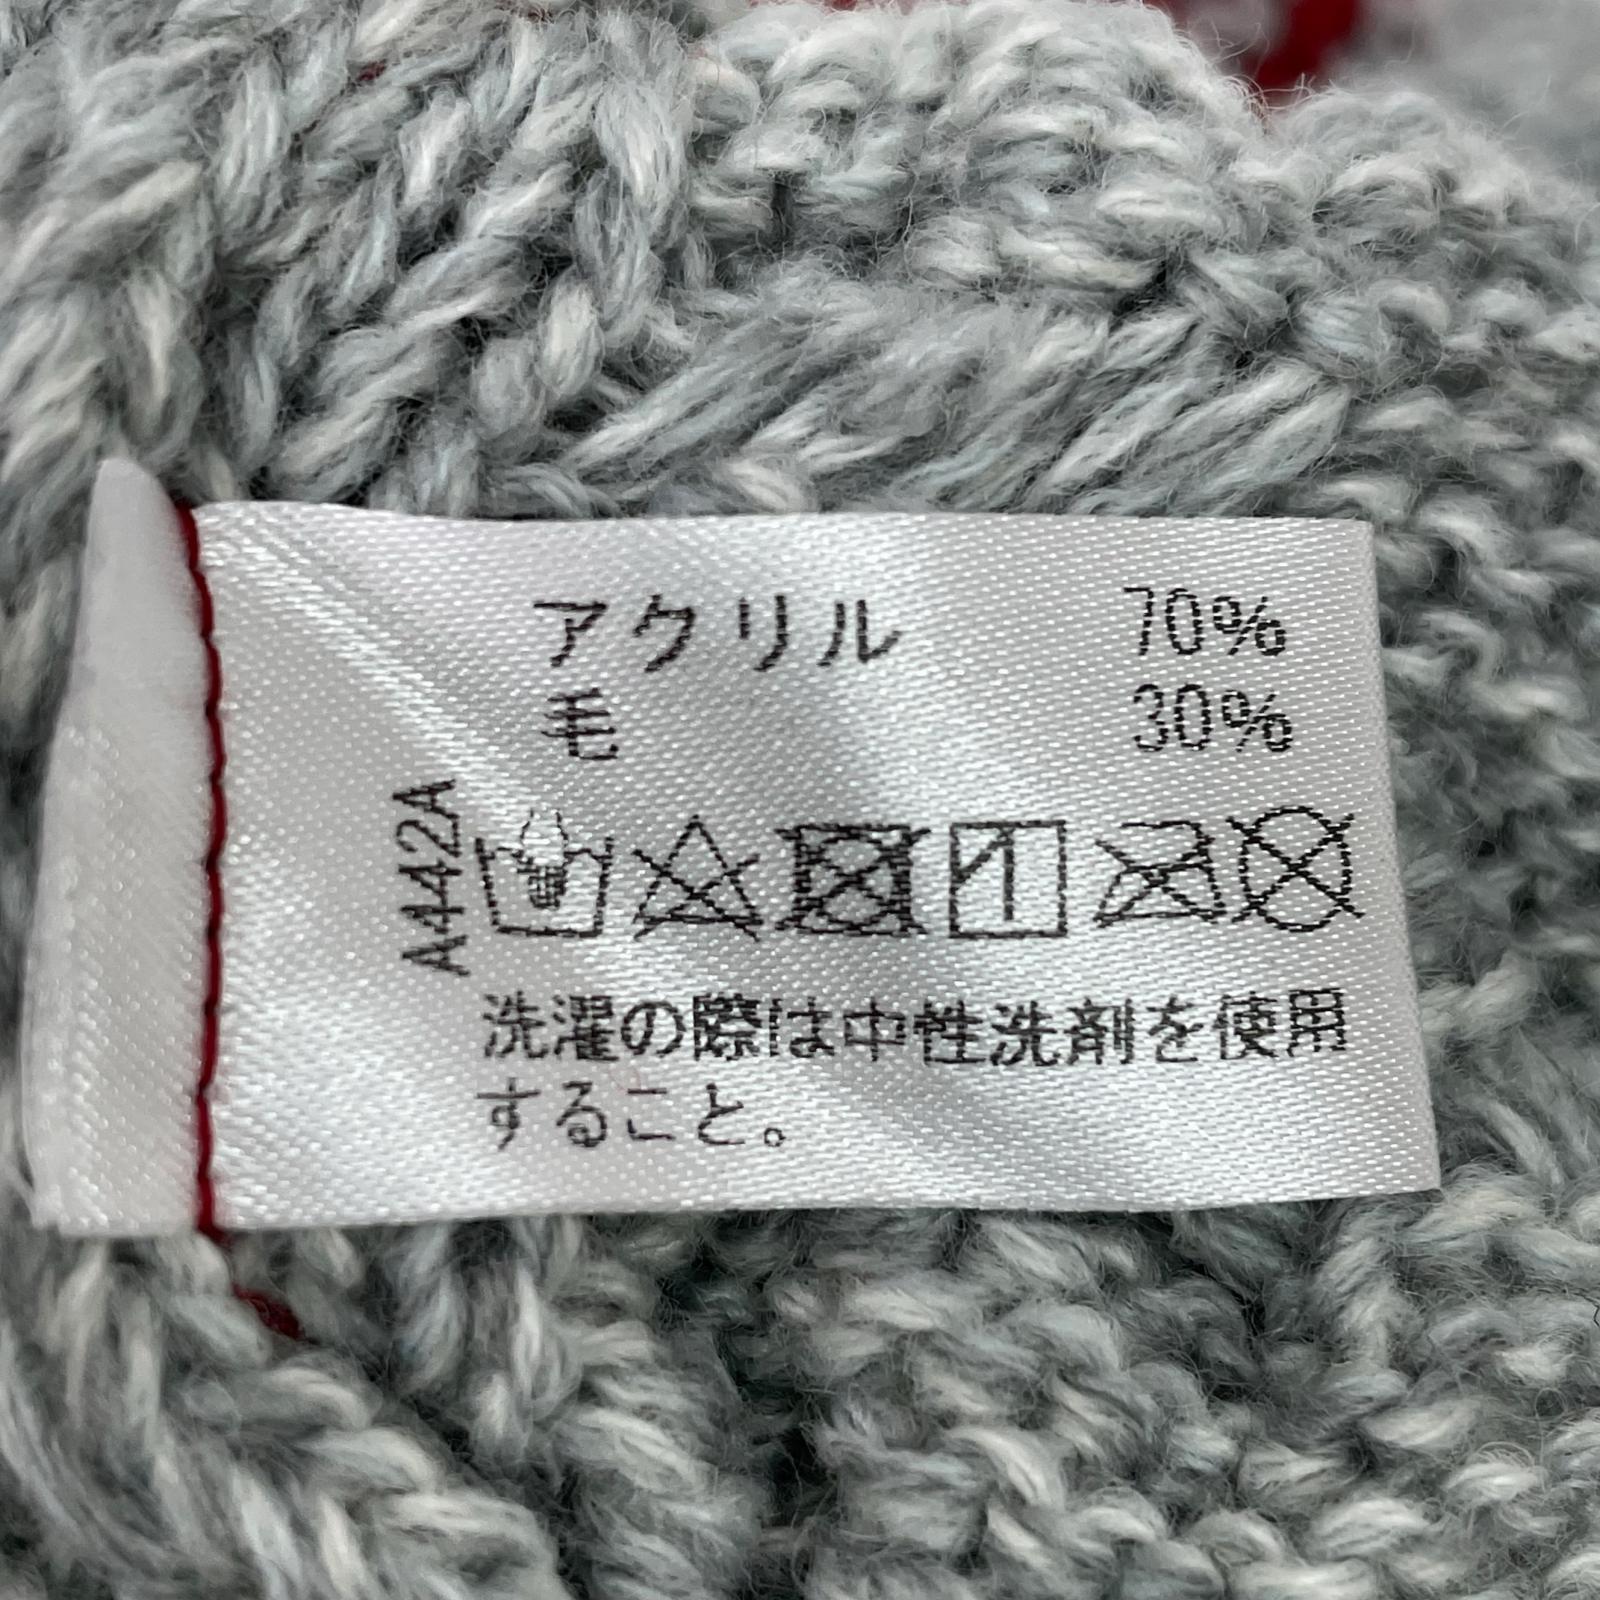 アクリル 70%
毛 30%
A442A
洗濯の際は中性洗剤を使用
すること。